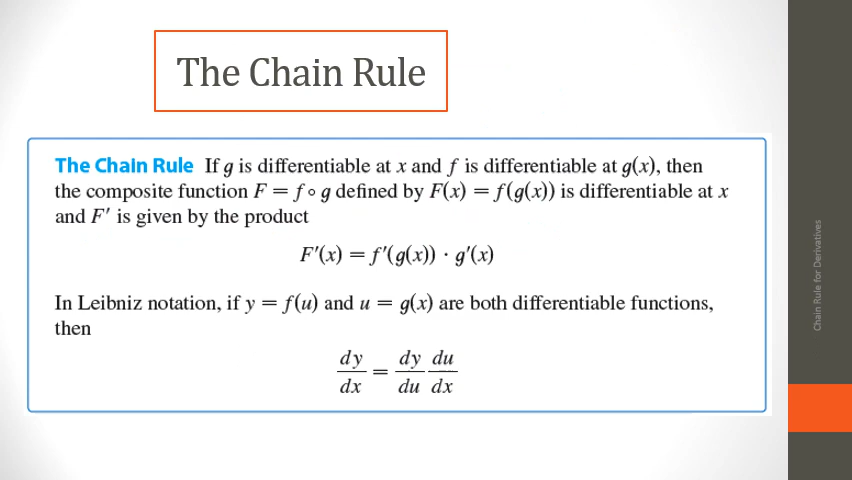 The Chain Rule
The Chain Rule If g is differentiable at x and f is differentiable at g(x), then
the composite function F = f ∘ g defined by F(x) = f(g(x)) is differentiable at x
and F′ is given by the product
F′(x) = f′(g(x)) · g′(x)
In Leibniz notation, if y = f(u) and u = g(x) are both differentiable functions,
then
dy/dx = dy/du du/dx
Chain Rule for Derivatives